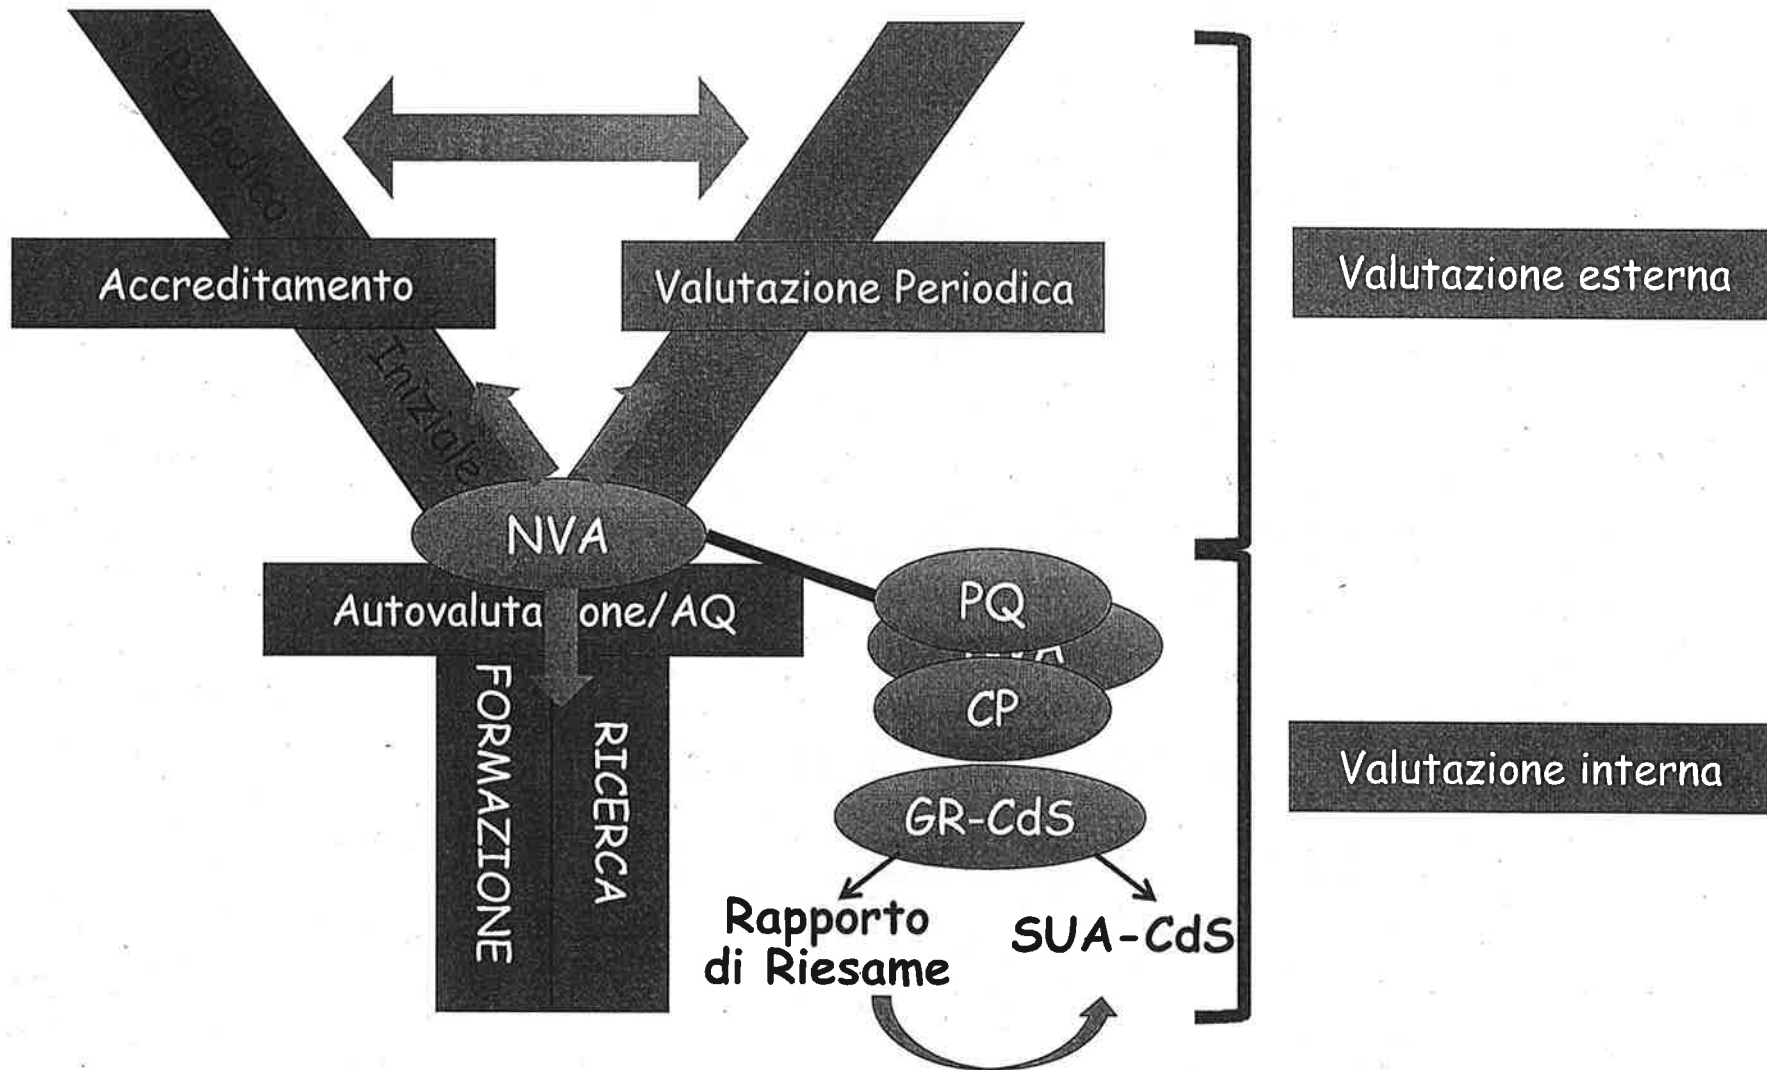 Periodico
Accreditamento
Valutazione Periodica
Valutazione esterna
Iniziale
NVA
Autovaluta one/AQ
PQ
CP
GR-CdS
FORMAZIONE
RICERCA
Valutazione interna
Rapporto
di Riesame
SUA-CdS